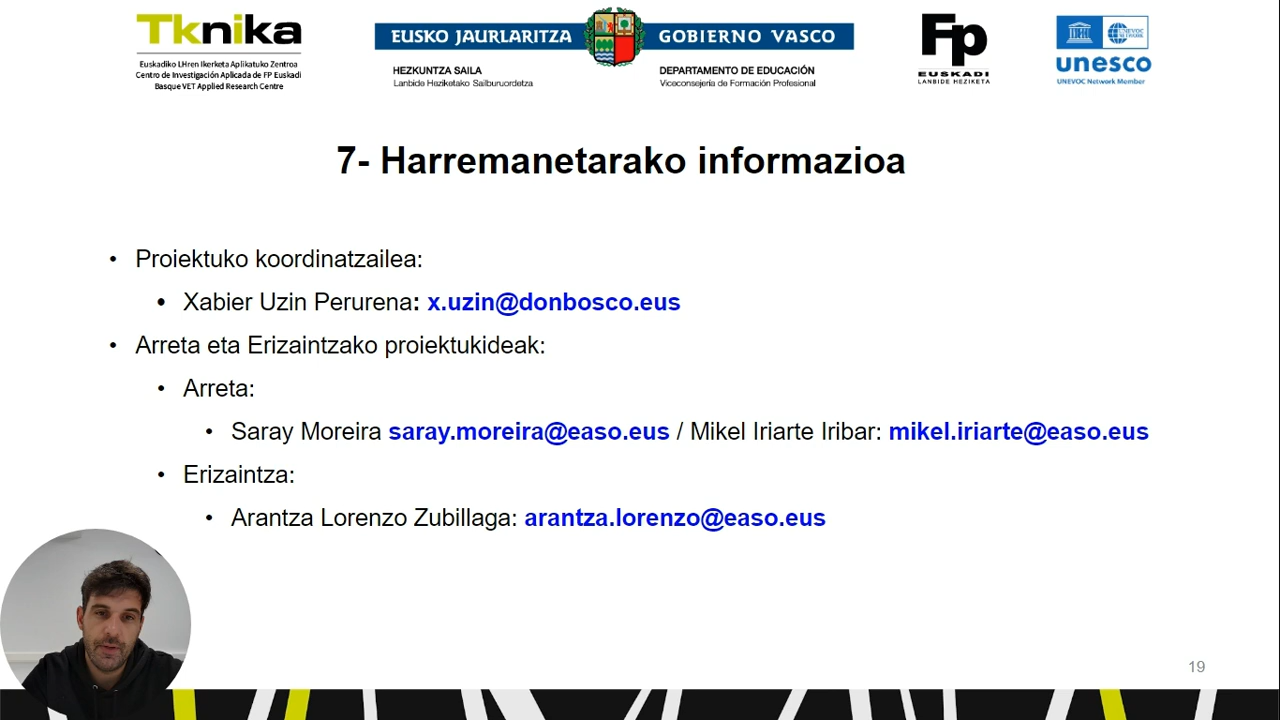 Tknika
Euskadiko LHren Ikerketa Aplikatuko Zentroa
Centro de Investigación Aplicada de FP Euskadi
Basque VET Applied Research Centre
EUSKO JAURLARITZA
GOBIERNO VASCO
HEZKUNTZA SAILA
Lanbide Heziketako Sailburuordetza
DEPARTAMENTO DE EDUCACIÓN
Viceconsejería de Formación Profesional
Fp
EUSKADI
LANBIDE HEZIKETA
unesco
UNEVOC Network Member
7- Harremanetarako informazioa
• Proiektuko koordinatzailea:
• Xabier Uzin Perurena: x.uzin@donbosco.eus
• Arreta eta Erizaintzako proiektukideak:
• Arreta:
• Saray Moreira saray.moreira@easo.eus / Mikel Iriarte Iribar: mikel.iriarte@easo.eus
• Erizaintza:
• Arantza Lorenzo Zubillaga: arantza.lorenzo@easo.eus
19